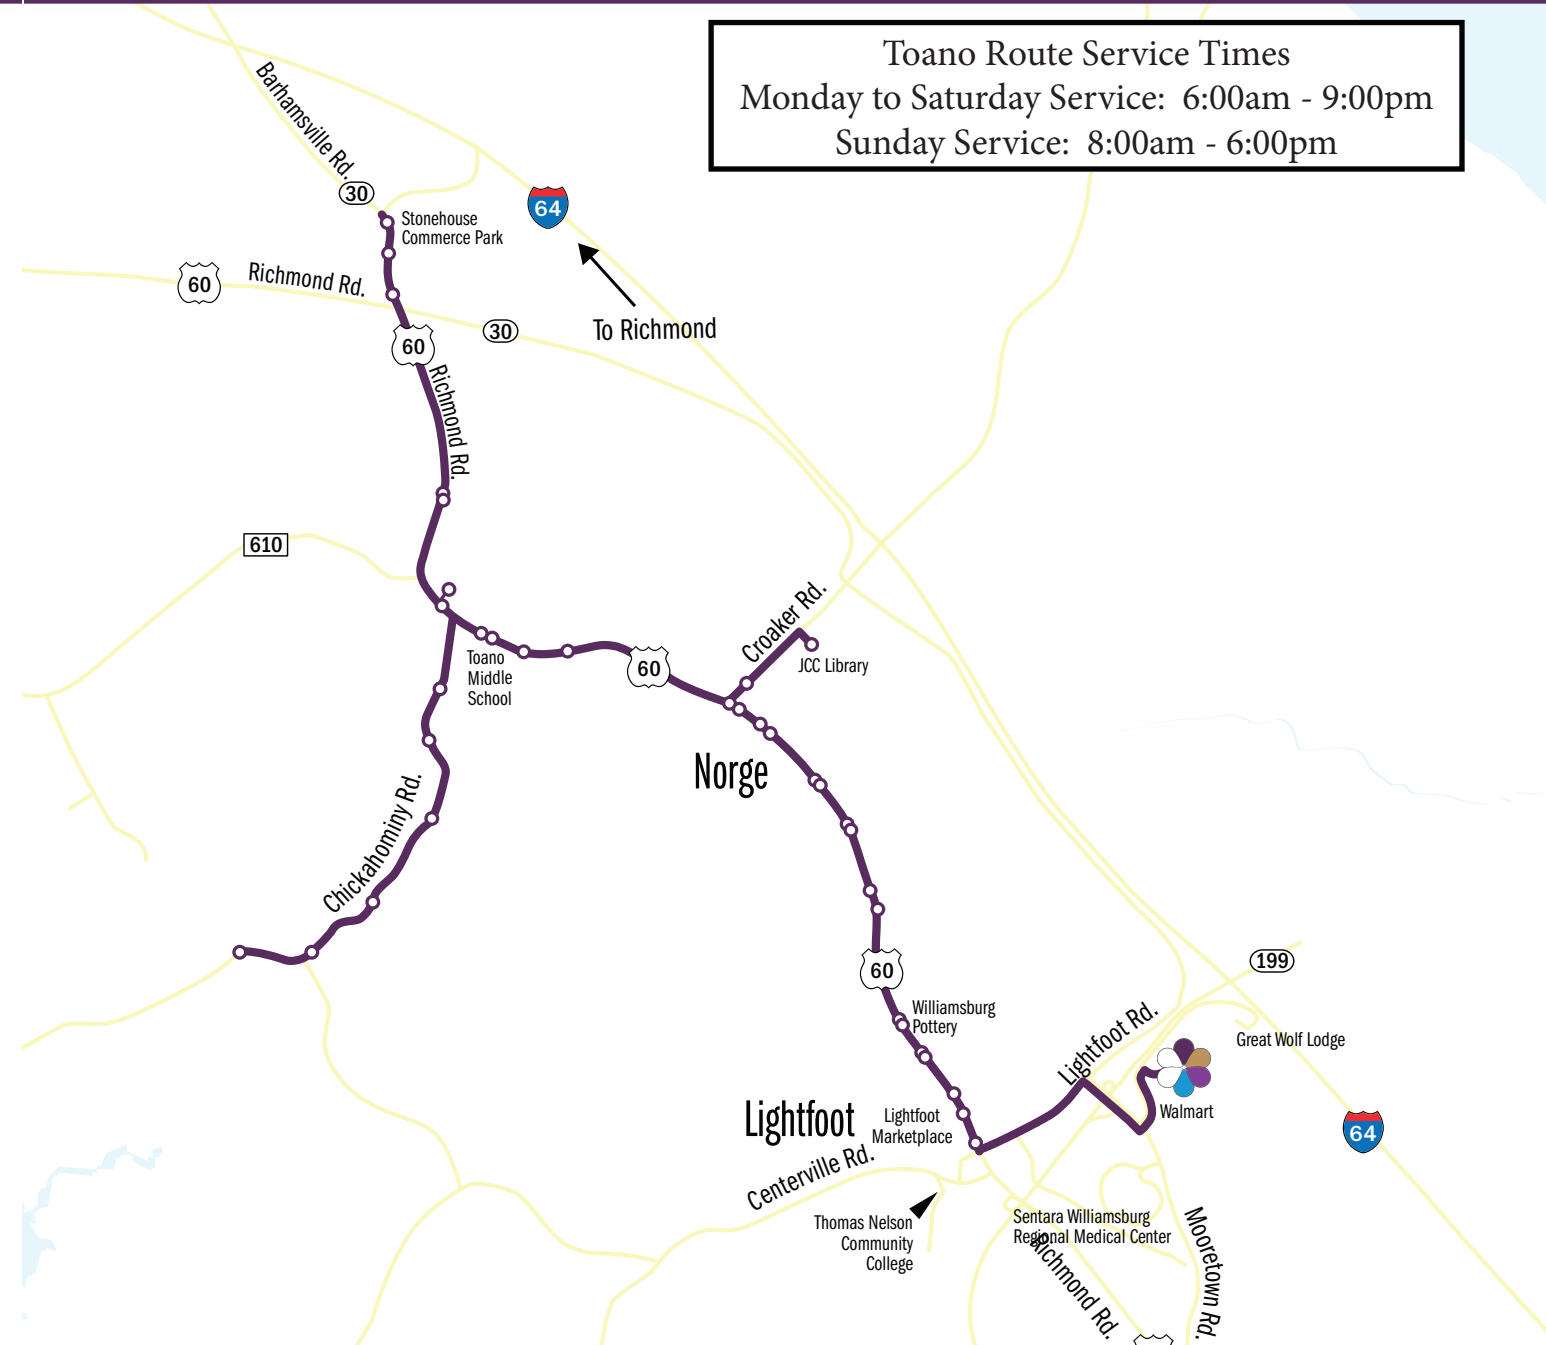 Toano Route Service Times
Monday to Saturday Service: 6:00am - 9:00pm
Sunday Service: 8:00am - 6:00pm
Barhamsville Rd.
30
Stonehouse
Commerce Park
64
60
Richmond Rd.
30
To Richmond
60
Richmond Rd.
610
Croaker Rd.
JCC Library
Toano
Middle
School
60
Norge
Chickahominy Rd.
60
199
Williamsburg
Pottery
Lightfoot Rd.
Great Wolf Lodge
Walmart
Lightfoot
Lightfoot
Marketplace
64
Centerville Rd.
Thomas Nelson
Community
College
Sentara Williamsburg
Regional Medical Center
Richmond Rd.
Mooretown Rd.